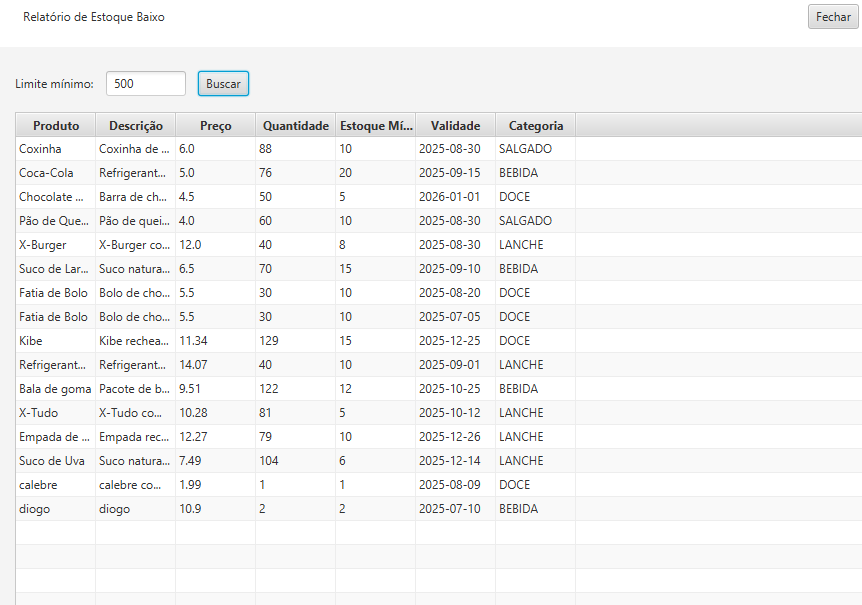 Relatório de Estoque Baixo Fechar
Limite mínimo: 500 Buscar
Produto Descrição Preço Quantidade Estoque Mí... Validade Categoria
Coxinha Coxinha de ... 6.0 88 10 2025-08-30 SALGADO
Coca-Cola Refrigerant... 5.0 76 20 2025-09-15 BEBIDA
Chocolate ... Barra de ch... 4.5 50 5 2026-01-01 DOCE
Pão de Que... Pão de quei... 4.0 60 10 2025-08-30 SALGADO
X-Burger X-Burger co... 12.0 40 8 2025-08-30 LANCHE
Suco de Lar... Suco natura... 6.5 70 15 2025-09-10 BEBIDA
Fatia de Bolo Bolo de cho... 5.5 30 10 2025-08-20 DOCE
Fatia de Bolo Bolo de cho... 5.5 30 10 2025-07-05 DOCE
Kibe Kibe rechea... 11.34 129 15 2025-12-25 DOCE
Refrigerant... Refrigerant... 14.07 40 10 2025-09-01 LANCHE
Bala de goma Pacote de b... 9.51 122 12 2025-10-25 BEBIDA
X-Tudo X-Tudo co... 10.28 81 5 2025-10-12 LANCHE
Empada de ... Empada rec... 12.27 79 10 2025-12-26 LANCHE
Suco de Uva Suco natura... 7.49 104 6 2025-12-14 LANCHE
calebre calebre co... 1.99 1 1 2025-08-09 DOCE
diogo diogo 10.9 2 2 2025-07-10 BEBIDA